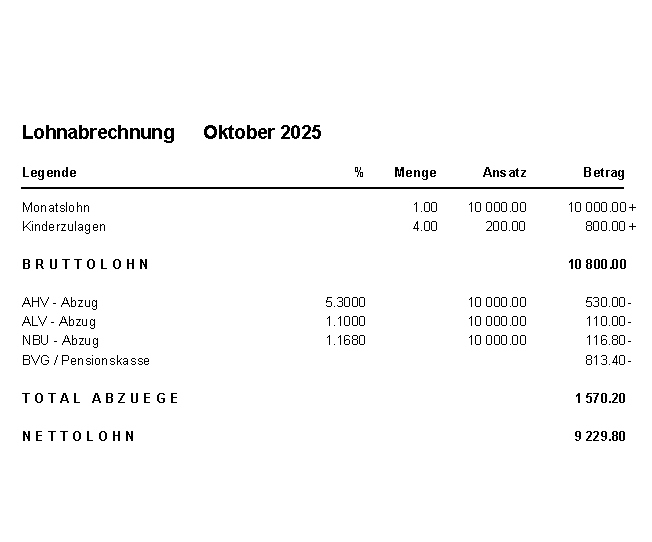 Lohnabrechnung Oktober 2025
Legende % Menge Ansatz Betrag
Monatslohn 1.00 10 000.00 10 000.00+
Kinderzulagen 4.00 200.00 800.00+
BRUTTOLOHN 10 800.00
AHV - Abzug 5.3000 10 000.00 530.00-
ALV - Abzug 1.1000 10 000.00 110.00-
NBU - Abzug 1.1680 10 000.00 116.80-
BVG / Pensionskasse 813.40-
TOTAL ABZUEGE 1 570.20
NETTOLOHN 9 229.80